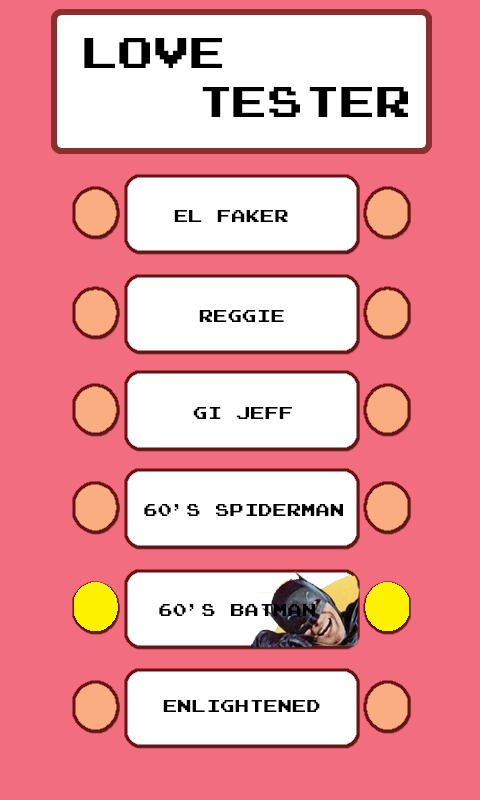 LOVE
TESTER
EL FAKER
REGGIE
GI JEFF
60'S SPIDERMAN
60'S BATMAN
ENLIGHTENED